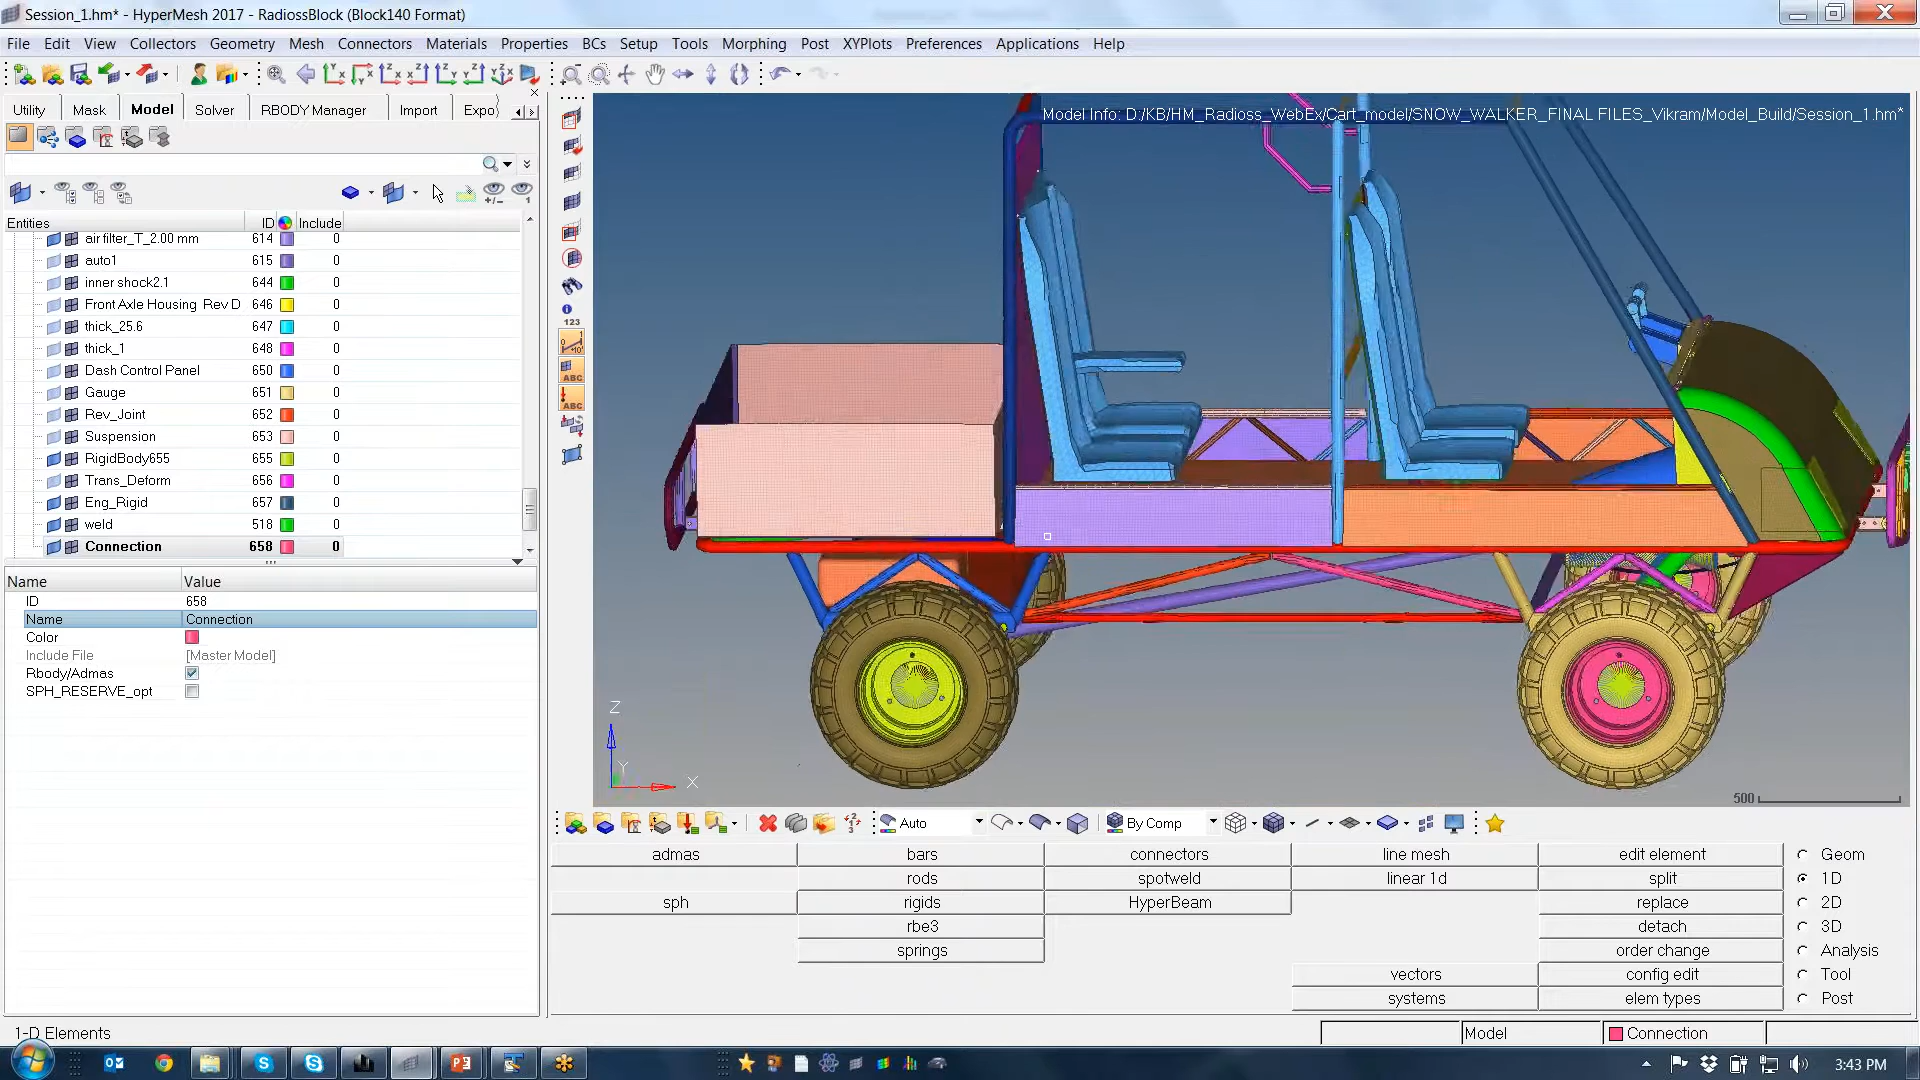 Session_1.hm* - HyperMesh 2017 - RadiossBlock (Block140 Format)
File Edit View Collectors Geometry Mesh Connectors Materials Properties BCs Setup Tools Morphing Post XYPlots Preferences Applications Help
Utility Mask Model Solver RBODY Manager Import Expo
Model Info: D:/KB/HM_Radioss_WebEx/Cart_model/SNOW_WALKER_FINAL FILES_Vikram/Model_Build/Session_1.hm*
Entities ID Include
air filter_T_2.00 mm 614 0
auto1 615 0
inner shock2.1 644 0
Front Axle Housing Rev D 646 0
thick_25.6 647 0
thick_1 648 0
Dash Control Panel 650 0
Gauge 651 0
Rev_Joint 652 0
Suspension 653 0
RigidBody655 655 0
Trans_Deform 656 0
Eng_Rigid 657 0
weld 518 0
Connection 658 0
Name Value
ID 658
Name Connection
Color
Include File [Master Model]
Rbody/Admas
SPH_RESERVE_opt
123
ABC
ABC
Z
Y
X
500
Auto By Comp
admas bars connectors line mesh edit element Geom
rods spotweld linear 1d split 1D
sph rigids HyperBeam replace 2D
rbe3 detach 3D
springs order change Analysis
vectors config edit Tool
systems elem types Post
1-D Elements Model Connection
3:43 PM